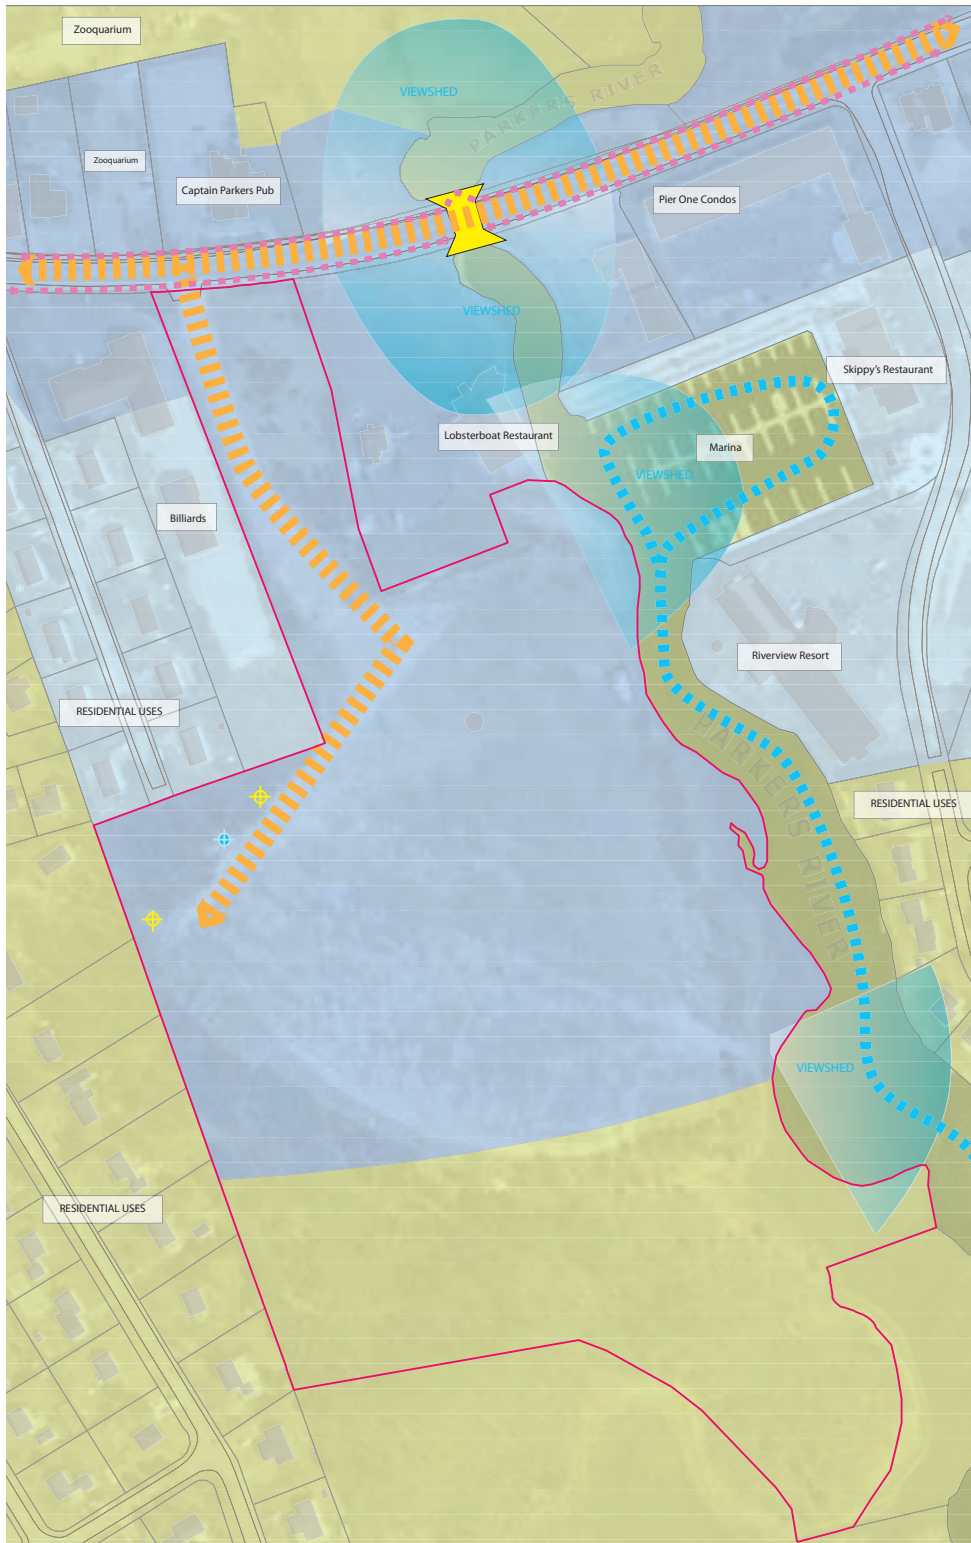 Zooquarium
VIEWSHED
PARKERS RIVER
Zooquarium
Captain Parkers Pub
Pier One Condos
VIEWSHED
Skippy's Restaurant
Lobsterboat Restaurant
Marina
VIEWSHED
Billiards
Riverview Resort
RESIDENTIAL USES
PARKERS RIVER
RESIDENTIAL USES
VIEWSHED
RESIDENTIAL USES